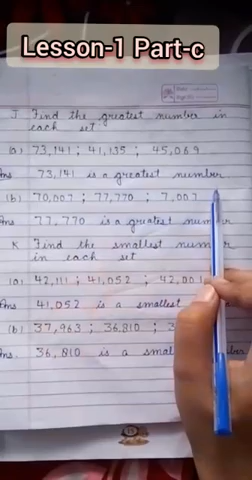 Lesson-1 Part-c
J Find the greatest number in
each set
(a) 73,141 ; 41,135 ; 45,069
Ans 73,141 is a greatest number
(b) 70,007 ; 77,770 ; 7,007
Ans 77,770 is a greatest number
K Find the smallest number
in each set
(a) 42,111 ; 41,052 ; 42,001
Ans 41,052 is a smallest
(b) 37,963 ; 36,810 ; 3
Ans. 36,810 is a smal